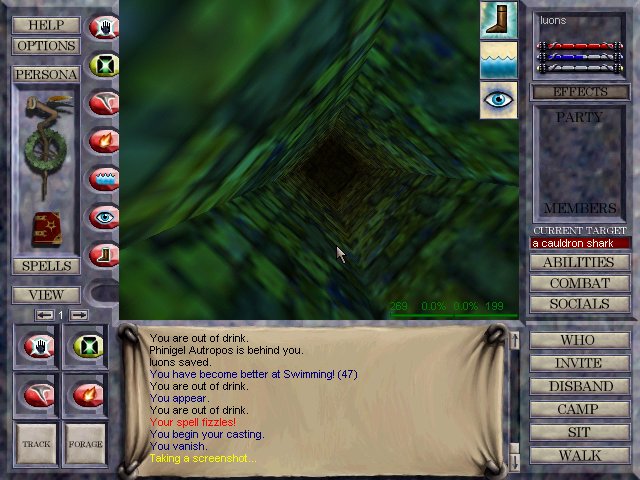 HELP
OPTIONS
PERSONA
SPELLS
VIEW
1
TRACK
FORAGE
269 0.0% 0.0% 199
You are out of drink.
Phinigel Autropos is behind you.
luons saved.
You have become better at Swimming! (47)
You are out of drink.
You appear.
You are out of drink.
Your spell fizzles!
You begin your casting.
You vanish.
Taking a screenshot...
luons
EFFECTS
PARTY
MEMBERS
CURRENT TARGET
a cauldron shark
ABILITIES
COMBAT
SOCIALS
WHO
INVITE
DISBAND
CAMP
SIT
WALK